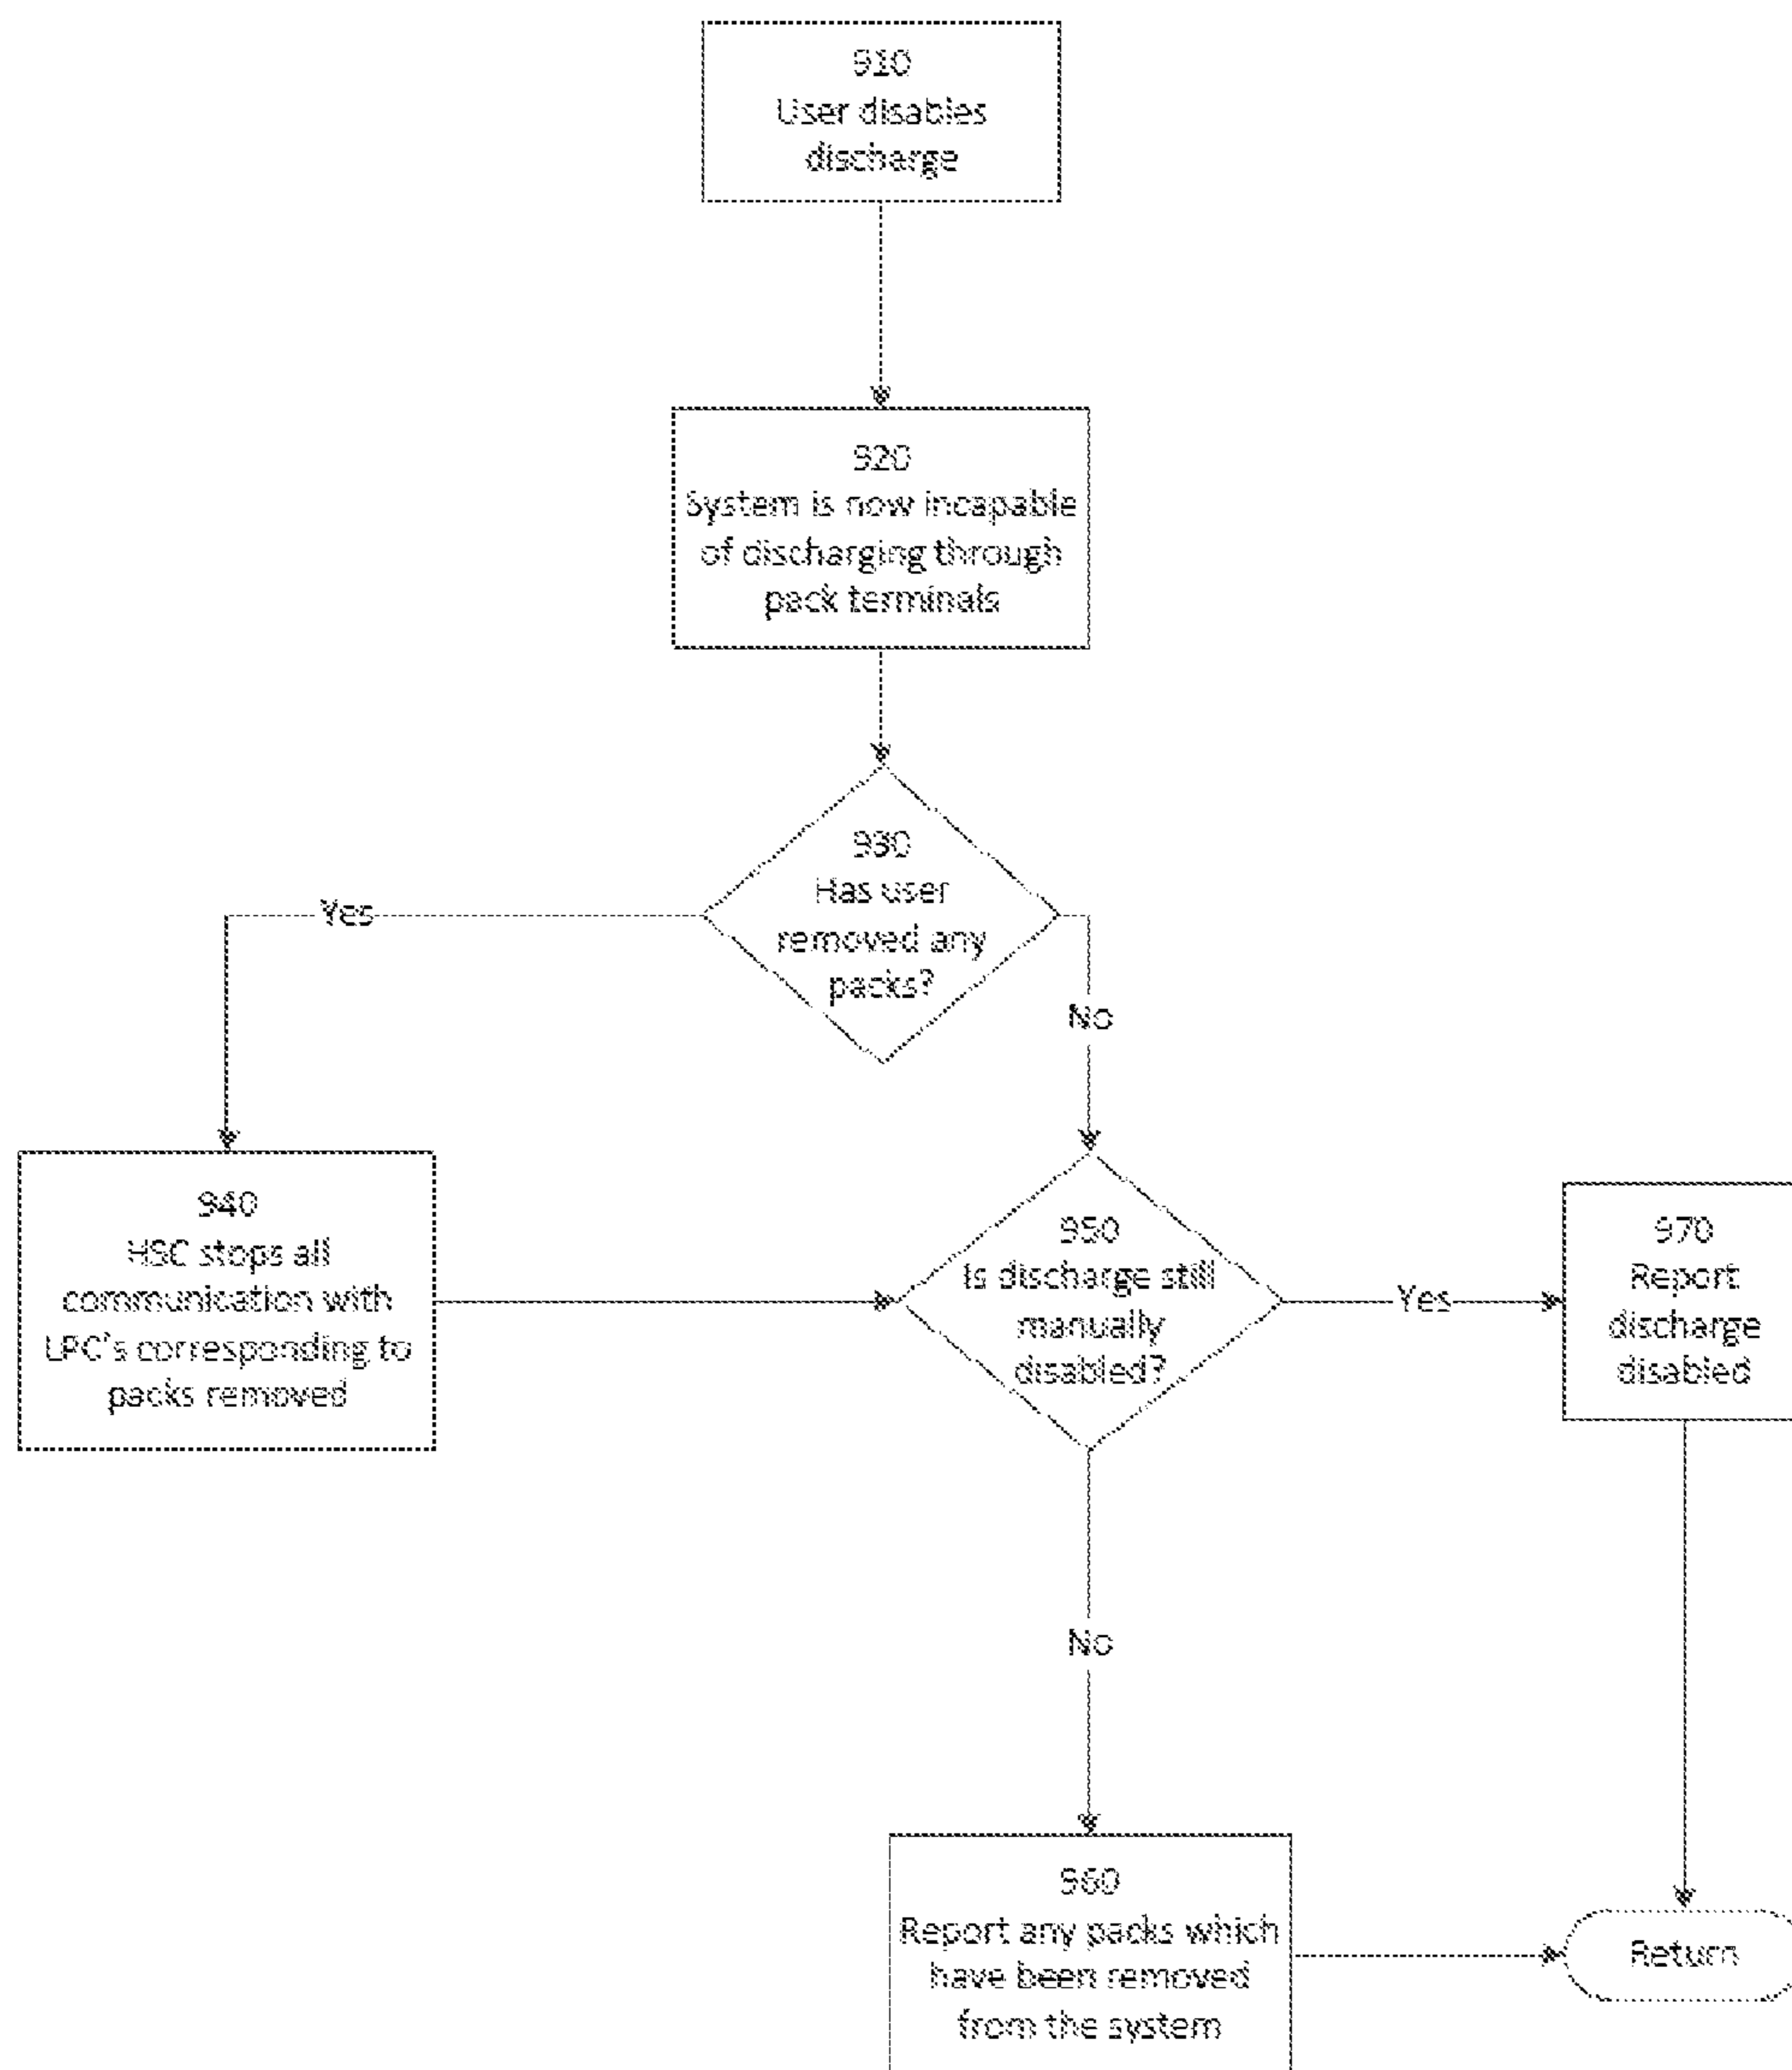 910
User disables
discharge
920
System is now incapable
of discharging through
pack terminals
930
Has user
removed any
packs?
Yes
No
940
HSC stops all
communication with
LPC's corresponding to
packs removed
950
Is discharge still
manually
disabled?
Yes
970
Report
discharge
disabled
No
960
Report any packs which
have been removed
from the system
Return